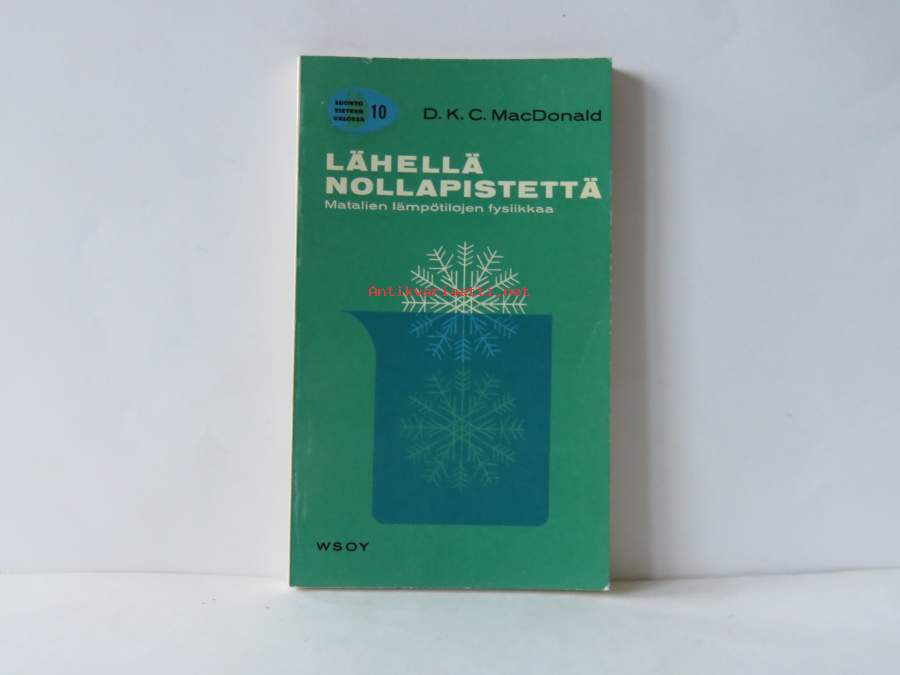 LUONTO
TIETEEN
VALOSSA
10
D. K. C. MacDonald
LÄHELLÄ
NOLLAPISTETTÄ
Matalien lämpötilojen fysiikkaa
Antikvariaatti.net
WSOY